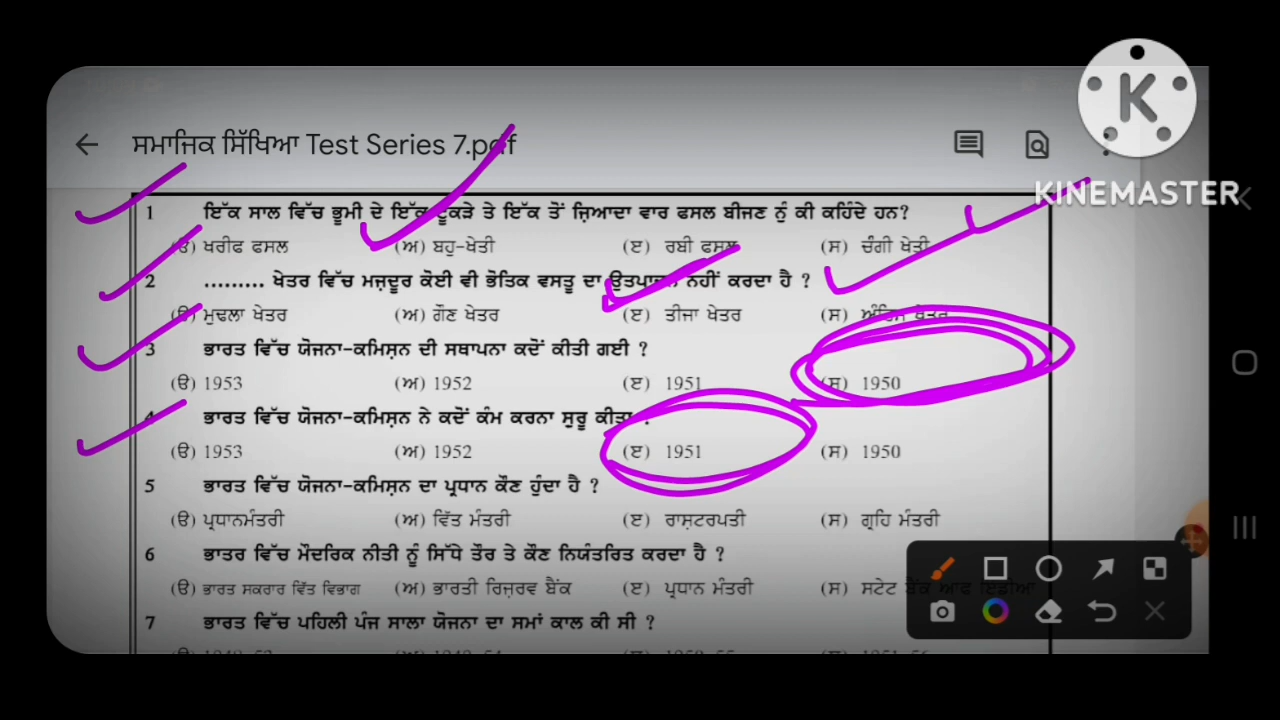 ਸਮਾਜਿਕ ਸਿੱਖਿਆ Test Series 7.pdf
K
KINEMASTER
1 ਇੱਕ ਸਾਲ ਵਿੱਚ ਭੂਮੀ ਦੇ ਇੱਕ ਟੁਕੜੇ ਤੇ ਇੱਕ ਤੋਂ ਜ਼ਿਆਦਾ ਵਾਰ ਫਸਲ ਬੀਜਣ ਨੂੰ ਕੀ ਕਹਿੰਦੇ ਹਨ?
(ੳ) ਖਰੀਫ ਫਸਲ (ਅ) ਬਹੁ-ਖੇਤੀ (ੲ) ਰਬੀ ਫਸਲ (ਸ) ਚੰਗੀ ਖੇਤੀ
2 ......... ਖੇਤਰ ਵਿੱਚ ਮਜ਼ਦੂਰ ਕੋਈ ਵੀ ਭੋਤਿਕ ਵਸਤੂ ਦਾ ਉਤਪਾਦਨ ਨਹੀਂ ਕਰਦਾ ਹੈ ?
(ੳ) ਮੁਢਲਾ ਖੇਤਰ (ਅ) ਗੌਣ ਖੇਤਰ (ੲ) ਤੀਜਾ ਖੇਤਰ (ਸ) ਅੰਤਿਜ ਖੇਤਰ
3 ਭਾਰਤ ਵਿੱਚ ਯੋਜਨਾ-ਕਮਿਸ਼ਨ ਦੀ ਸਥਾਪਨਾ ਕਦੋਂ ਕੀਤੀ ਗਈ ?
(ੳ) 1953 (ਅ) 1952 (ੲ) 1951 (ਸ) 1950
4 ਭਾਰਤ ਵਿੱਚ ਯੋਜਨਾ-ਕਮਿਸ਼ਨ ਨੇ ਕਦੋਂ ਕੰਮ ਕਰਨਾ ਸੁਰੂ ਕੀਤਾ ?
(ੳ) 1953 (ਅ) 1952 (ੲ) 1951 (ਸ) 1950
5 ਭਾਰਤ ਵਿੱਚ ਯੋਜਨਾ-ਕਮਿਸ਼ਨ ਦਾ ਪ੍ਰਧਾਨ ਕੌਣ ਹੁੰਦਾ ਹੈ ?
(ੳ) ਪ੍ਰਧਾਨਮੰਤਰੀ (ਅ) ਵਿੱਤ ਮੰਤਰੀ (ੲ) ਰਾਸ਼ਟਰਪਤੀ (ਸ) ਗ੍ਰਹਿ ਮੰਤਰੀ
6 ਭਾਤਰ ਵਿੱਚ ਮੌਦਰਿਕ ਨੀਤੀ ਨੂੰ ਸਿੱਧੇ ਤੌਰ ਤੇ ਕੌਣ ਨਿਯੰਤਰਿਤ ਕਰਦਾ ਹੈ ?
(ੳ) ਭਾਰਤ ਸਕਰਾਰ ਵਿੱਤ ਵਿਭਾਗ (ਅ) ਭਾਰਤੀ ਰਿਜ਼ਰਵ ਬੈਂਕ (ੲ) ਪ੍ਰਧਾਨ ਮੰਤਰੀ (ਸ) ਸਟੇਟ ਬੈਂਕ ਆਫ ਇੰਡੀਆ
7 ਭਾਰਤ ਵਿੱਚ ਪਹਿਲੀ ਪੰਜ ਸਾਲਾ ਯੋਜਨਾ ਦਾ ਸਮਾਂ ਕਾਲ ਕੀ ਸੀ ?